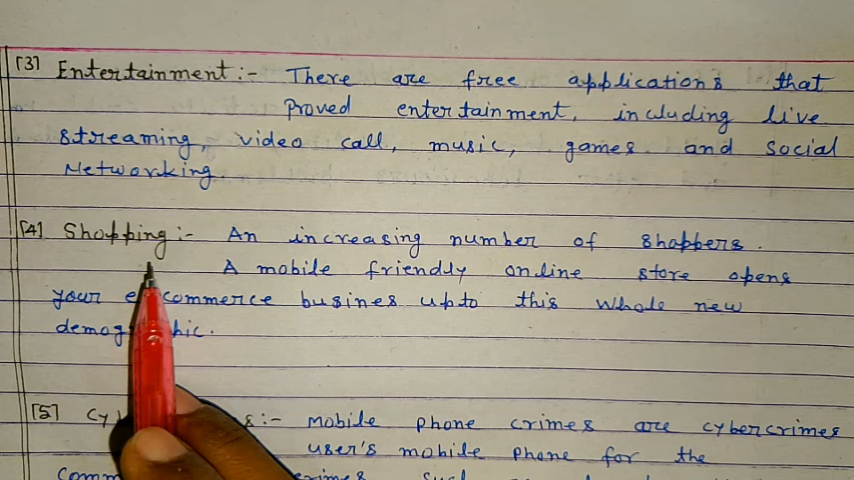 [3] Entertainment :- There are free applications that
Proved entertainment, including live
streaming, video call, music, games and social
Networking
[4] Shopping :- An increasing number of shabbers.
A mobile friendly online store opens
your e commerce busines upto this whole new
demog hic.
[5] Cy s :- mobile phone crimes are cybercrimes
user's mobile phone for the